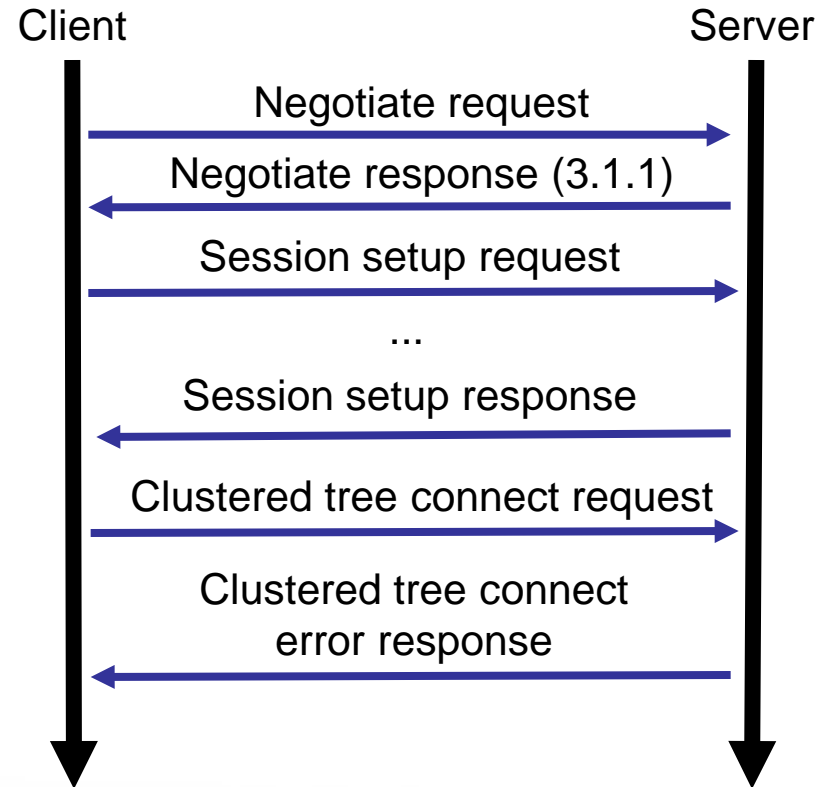 Client
Server
Negotiate request
Negotiate response (3.1.1)
Session setup request
...
Session setup response
Clustered tree connect request
Clustered tree connect
error response